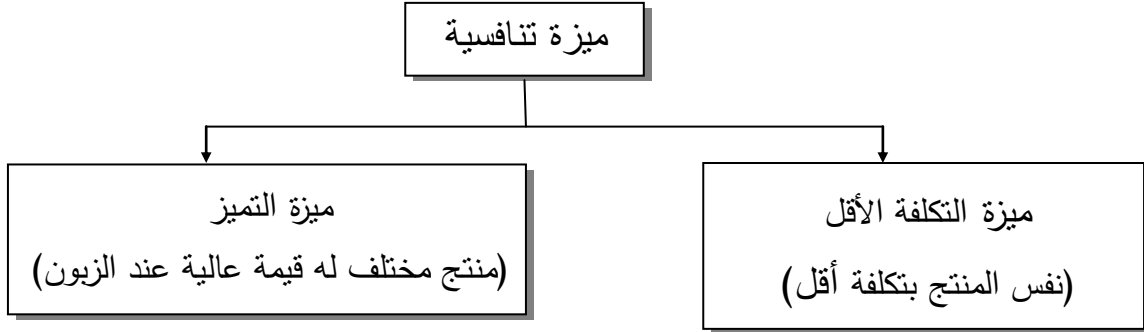 ميزة تنافسية
ميزة التكلفة الأقل
(نفس المنتج بتكلفة أقل)
ميزة التميز
(منتج مختلف له قيمة عالية عند الزبون)